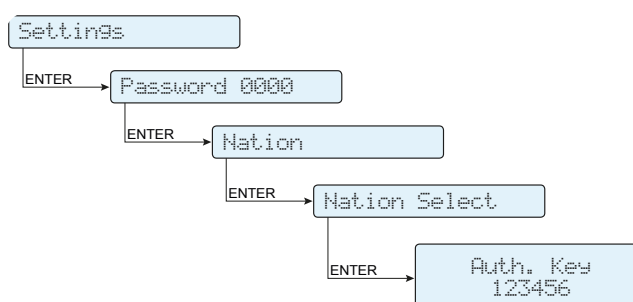 Settings
ENTER
Password 0000
ENTER
Nation
ENTER
Nation Select
ENTER
Auth. Key
123456